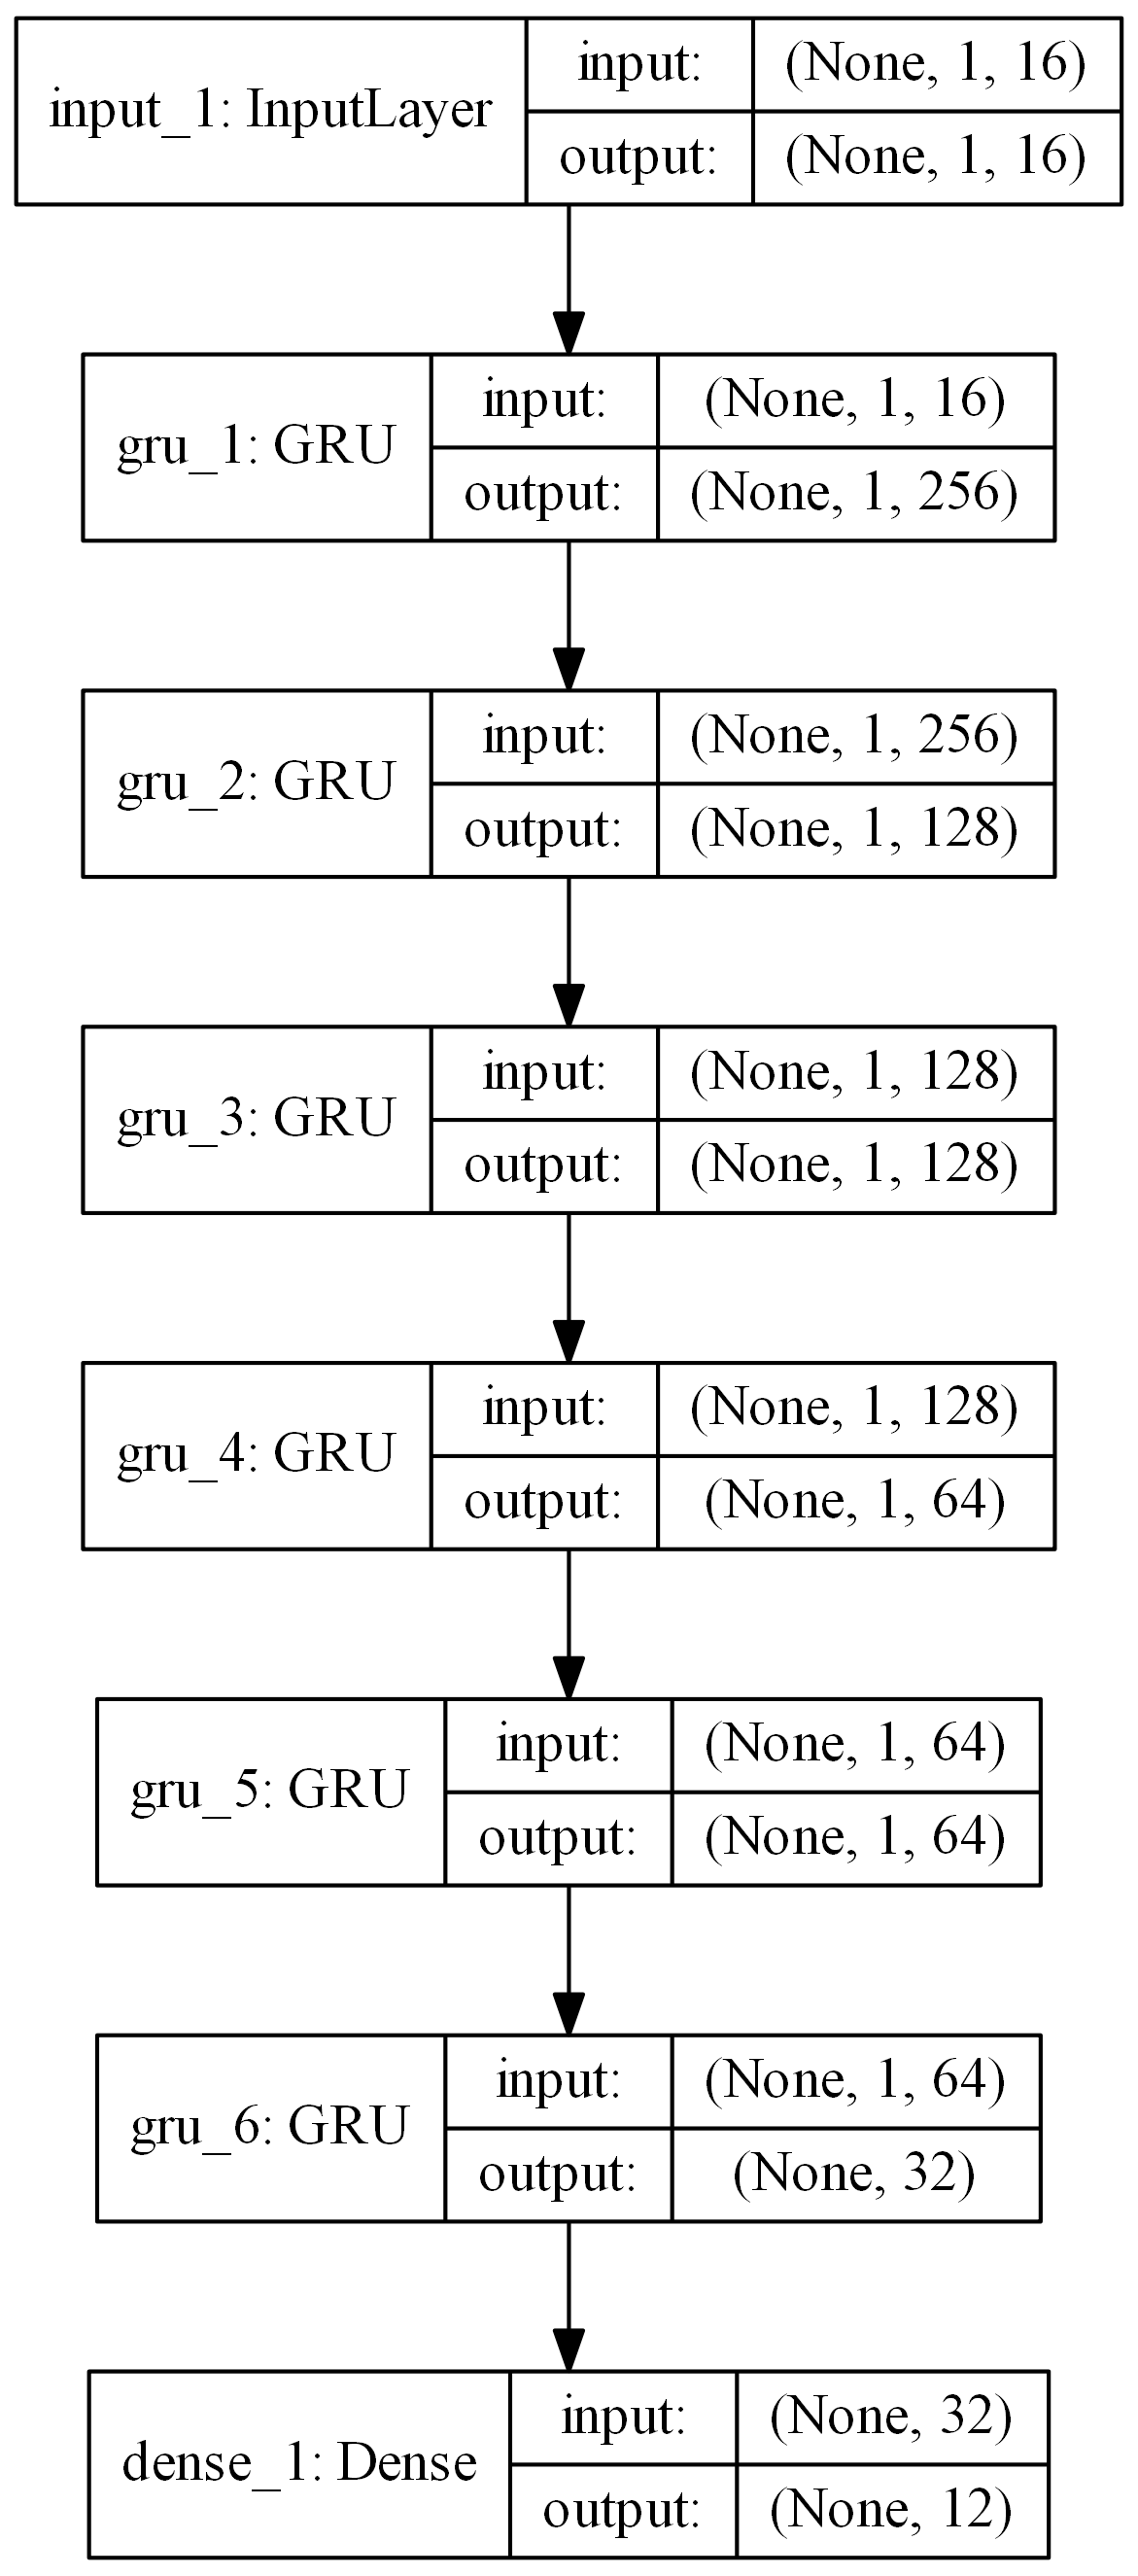 input_1: InputLayer
input:
(None, 1, 16)
output:
(None, 1, 16)
gru_1: GRU
input:
(None, 1, 16)
output:
(None, 1, 256)
gru_2: GRU
input:
(None, 1, 256)
output:
(None, 1, 128)
gru_3: GRU
input:
(None, 1, 128)
output:
(None, 1, 128)
gru_4: GRU
input:
(None, 1, 128)
output:
(None, 1, 64)
gru_5: GRU
input:
(None, 1, 64)
output:
(None, 1, 64)
gru_6: GRU
input:
(None, 1, 64)
output:
(None, 32)
dense_1: Dense
input:
(None, 32)
output:
(None, 12)